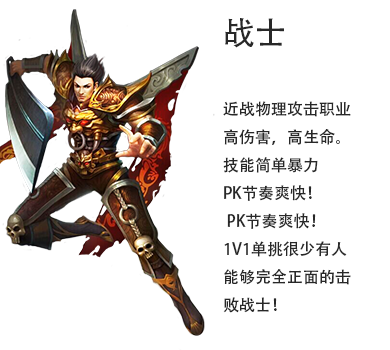 战士
近战物理攻击职业
高伤害，高生命。
技能简单暴力
PK节奏爽快！
PK节奏爽快！
1V1单挑很少有人
能够完全正面的击
败战士！